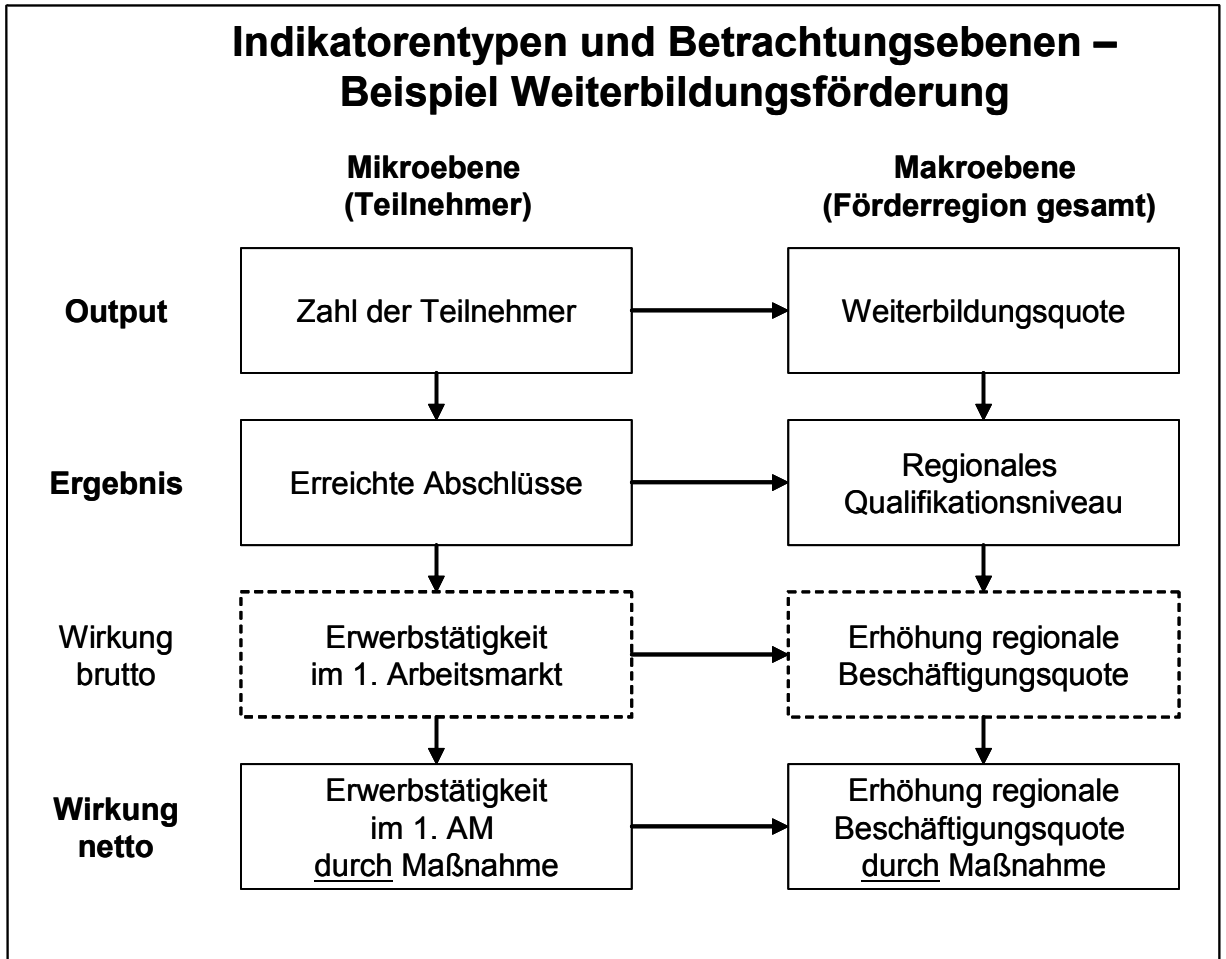 Indikatorentypen und Betrachtungsebenen –
Beispiel Weiterbildungsförderung
Mikroebene
(Teilnehmer)
Makroebene
(Förderregion gesamt)
Output
Zahl der Teilnehmer
Weiterbildungsquote
Ergebnis
Erreichte Abschlüsse
Regionales
Qualifikationsniveau
Wirkung
brutto
Erwerbstätigkeit
im 1. Arbeitsmarkt
Erhöhung regionale
Beschäftigungsquote
Wirkung
netto
Erwerbstätigkeit
im 1. AM
durch Maßnahme
Erhöhung regionale
Beschäftigungsquote
durch Maßnahme